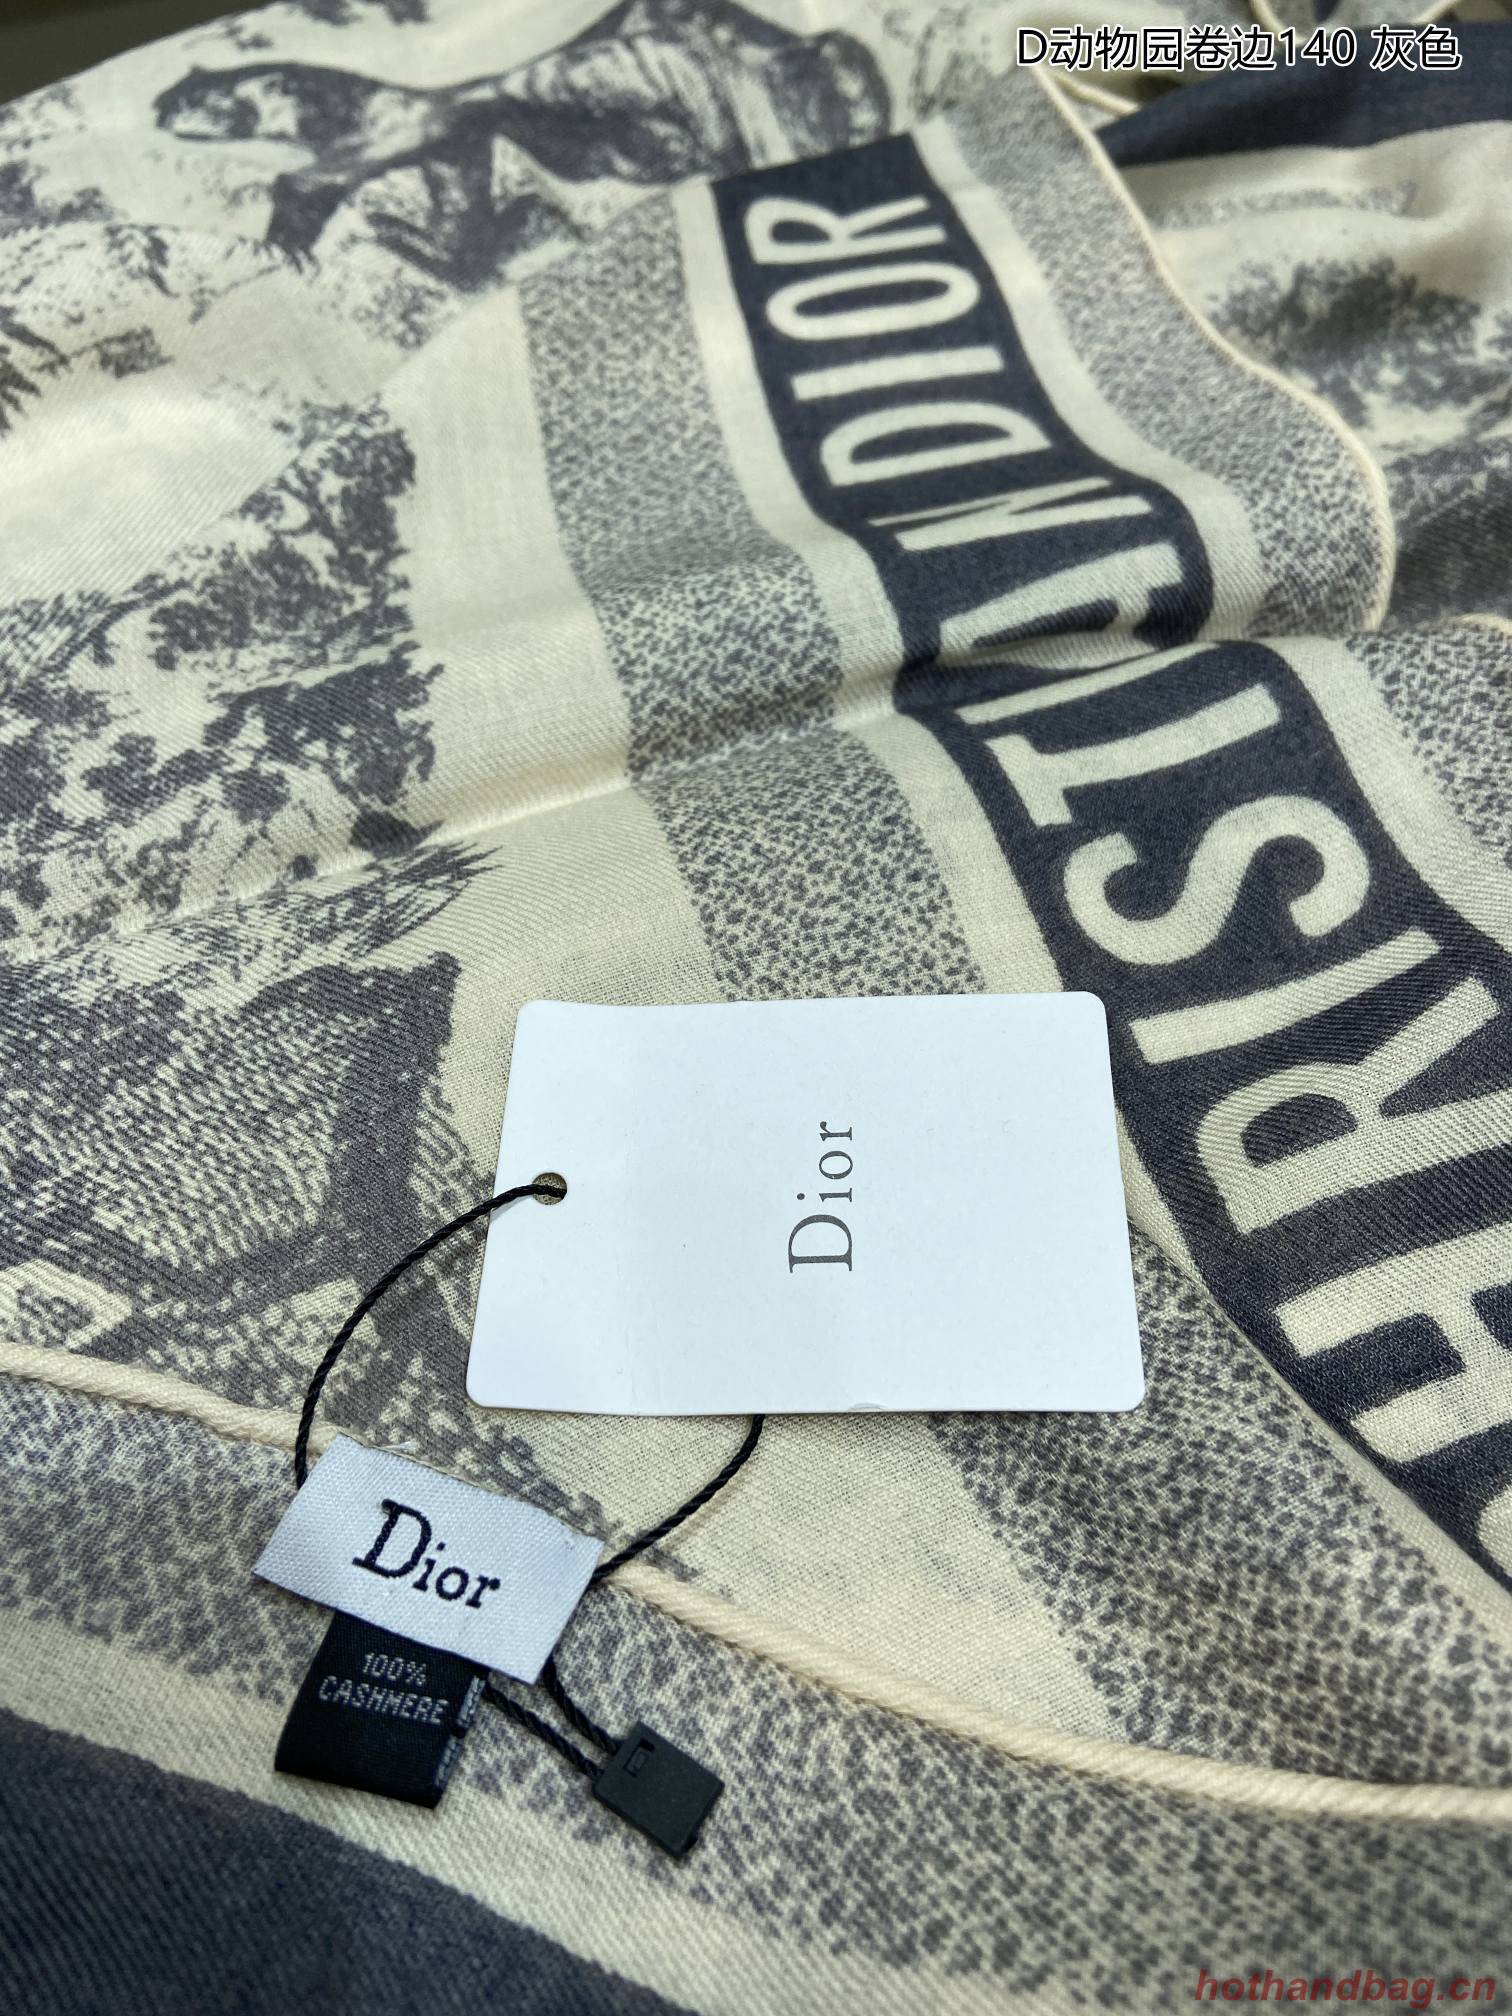 D动物园卷边140 灰色
CHRISTIAN DIOR
Dior
Dior
100%
CASHMERE
hothandbag.cn